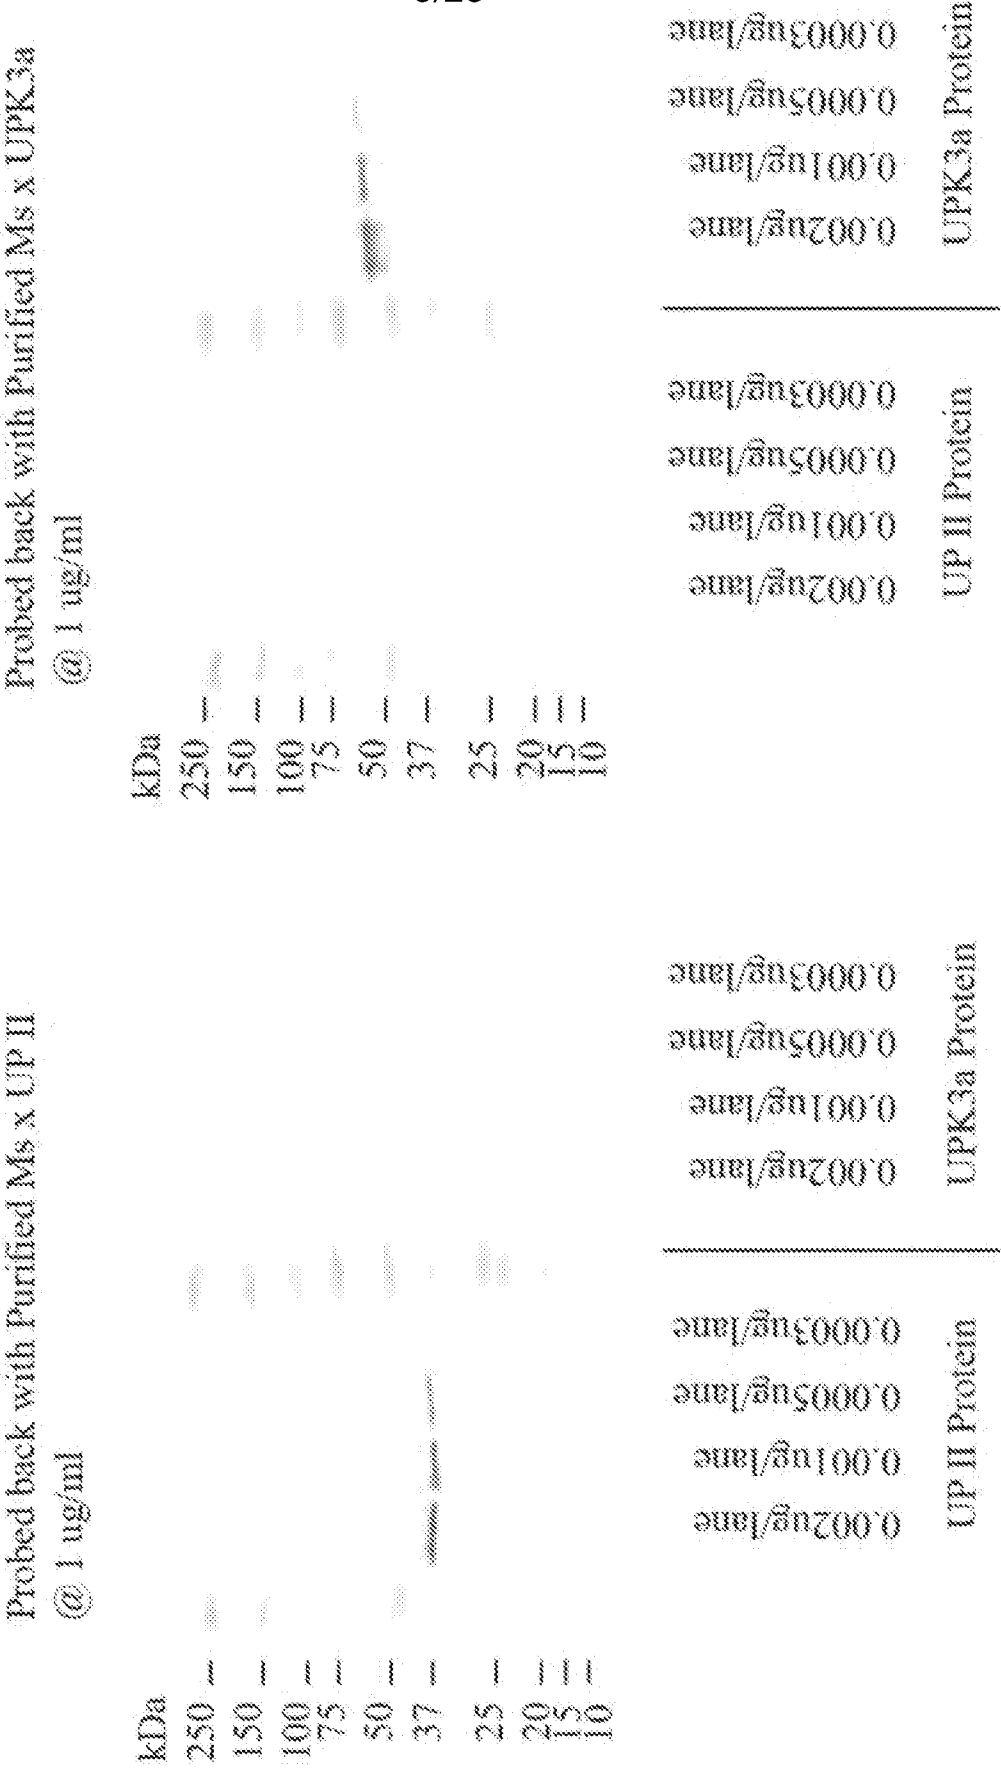 Probed back with Purified Ms x UP II
@ 1 ug/ml
kDa
250
150
100
75
50
37
25
20
15
10
0.002ug/lane
0.001ug/lane
0.0005ug/lane
0.0003ug/lane
0.002ug/lane
0.001ug/lane
0.0005ug/lane
0.0003ug/lane
UP II Protein
UPK3a Protein
Probed back with Purified Ms x UPK3a
@ 1 ug/ml
kDa
250
150
100
75
50
37
25
20
15
10
0.002ug/lane
0.001ug/lane
0.0005ug/lane
0.0003ug/lane
0.002ug/lane
0.001ug/lane
0.0005ug/lane
0.0003ug/lane
UP II Protein
UPK3a Protein